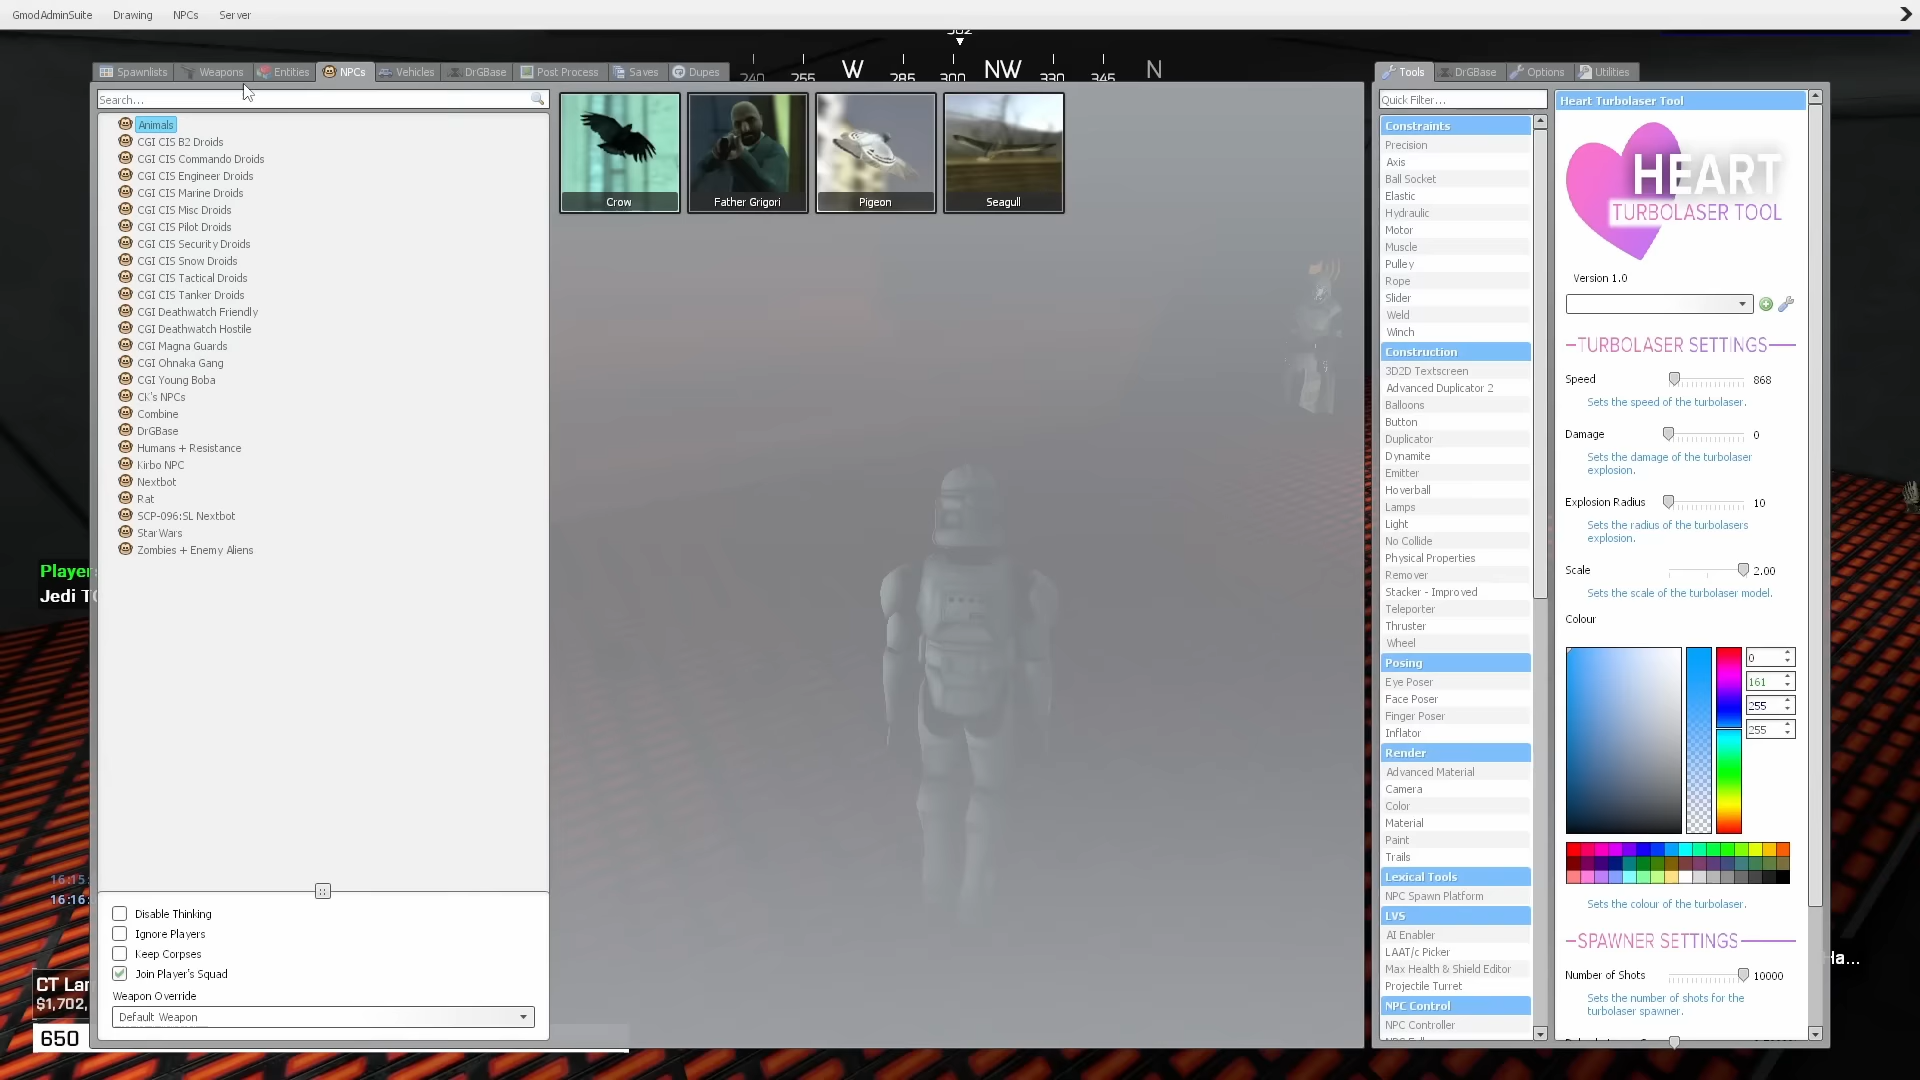 GmodAdminSuite Drawing NPCs Server
240 255 W 285 300 NW 330 345 N
Spawnlists Weapons Entities NPCs Vehicles DrGBase Post Process Saves Dupes
Search...
Animals
CGI CIS B2 Droids
CGI CIS Commando Droids
CGI CIS Engineer Droids
CGI CIS Marine Droids
CGI CIS Misc Droids
CGI CIS Pilot Droids
CGI CIS Security Droids
CGI CIS Snow Droids
CGI CIS Tactical Droids
CGI CIS Tanker Droids
CGI Deathwatch Friendly
CGI Deathwatch Hostile
CGI Magna Guards
CGI Ohnaka Gang
CGI Young Boba
CK's NPCs
Combine
DrGBase
Humans + Resistance
Kirbo NPC
Nextbot
Rat
SCP-096:SL Nextbot
StarWars
Zombies + Enemy Aliens
Player
Jedi
16:15
16:16
CT Lar
$1,702,
650
Disable Thinking
Ignore Players
Keep Corpses
Join Player's Squad
Weapon Override
Default Weapon
Crow Father Grigori Pigeon Seagull
Tools DrGBase Options Utilities
Quick Filter...
Constraints
Precision
Axis
Ball Socket
Elastic
Hydraulic
Motor
Muscle
Pulley
Rope
Slider
Weld
Winch
Construction
3D2D Textscreen
Advanced Duplicator 2
Balloons
Button
Duplicator
Dynamite
Emitter
Hoverball
Lamps
Light
No Collide
Physical Properties
Remover
Stacker - Improved
Teleporter
Thruster
Wheel
Posing
Eye Poser
Face Poser
Finger Poser
Inflator
Render
Advanced Material
Camera
Color
Material
Paint
Trails
Lexical Tools
NPC Spawn Platform
LVS
AI Enabler
LAAT/c Picker
Max Health & Shield Editor
Projectile Turret
NPC Control
NPC Controller
Heart Turbolaser Tool
HEART
TURBOLASER TOOL
Version 1.0
TURBOLASER SETTINGS
Speed 868
Sets the speed of the turbolaser.
Damage 0
Sets the damage of the turbolaser
explosion.
Explosion Radius 10
Sets the radius of the turbolasers
explosion.
Scale 2.00
Sets the scale of the turbolaser model.
Colour
0
161
255
255
Sets the colour of the turbolaser.
SPAWNER SETTINGS
Number of Shots 10000
Sets the number of shots for the
turbolaser spawner.
Ha...